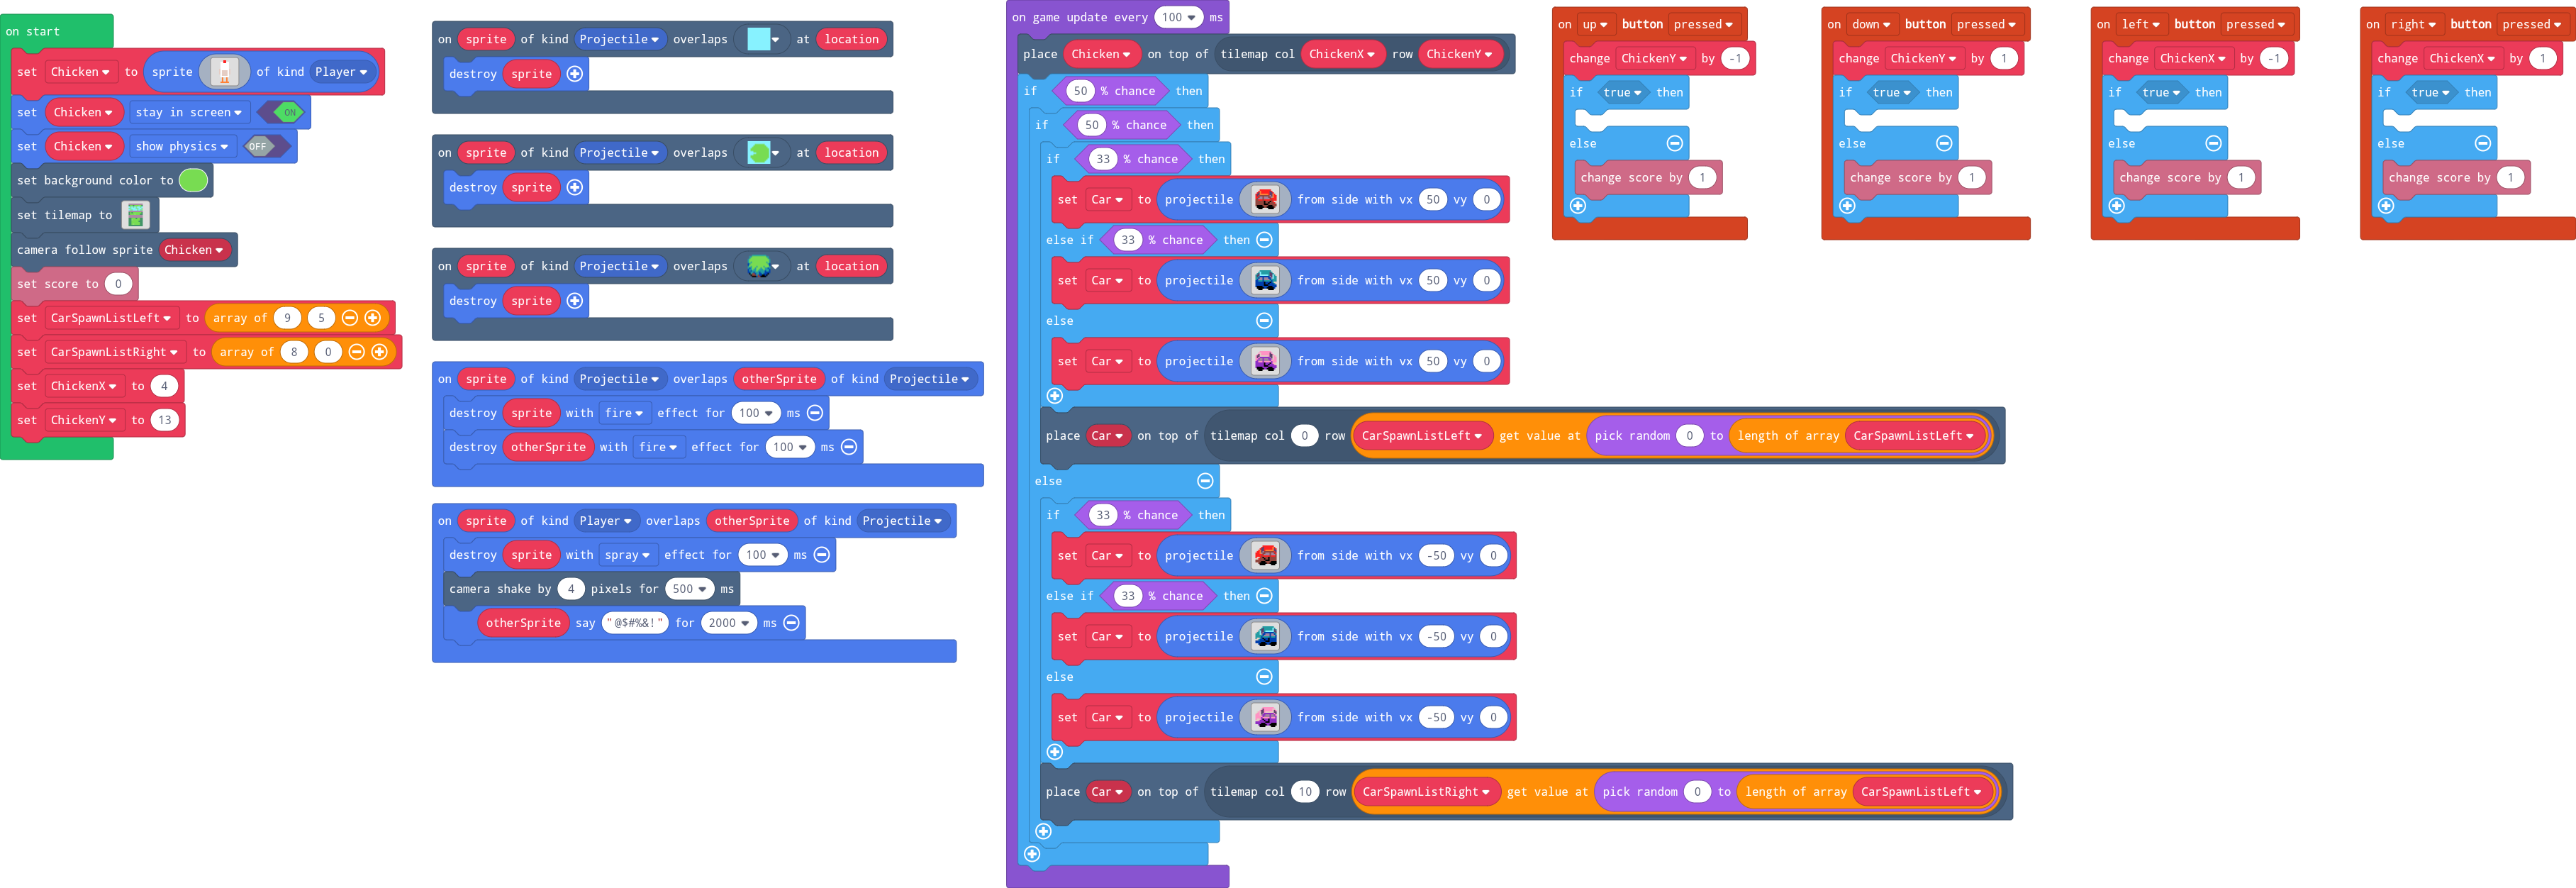 on start
set Chicken to sprite of kind Player
set Chicken stay in screen ON
set Chicken show physics OFF
set background color to
set tilemap to
camera follow sprite Chicken
set score to 0
set CarSpawnListLeft to array of 9 5
set CarSpawnListRight to array of 8 0
set ChickenX to 4
set ChickenY to 13
on sprite of kind Projectile overlaps at location
destroy sprite
on sprite of kind Projectile overlaps at location
destroy sprite
on sprite of kind Projectile overlaps at location
destroy sprite
on sprite of kind Projectile overlaps otherSprite of kind Projectile
destroy sprite with fire effect for 100 ms
destroy otherSprite with fire effect for 100 ms
on sprite of kind Player overlaps otherSprite of kind Projectile
destroy sprite with spray effect for 100 ms
camera shake by 4 pixels for 500 ms
otherSprite say "@$#%&!" for 2000 ms
on game update every 100 ms
place Chicken on top of tilemap col ChickenX row ChickenY
if 50 % chance then
if 50 % chance then
if 33 % chance then
set Car to projectile from side with vx 50 vy 0
else if 33 % chance then
set Car to projectile from side with vx 50 vy 0
else
set Car to projectile from side with vx 50 vy 0
place Car on top of tilemap col 0 row CarSpawnListLeft get value at pick random 0 to length of array CarSpawnListLeft
else
if 33 % chance then
set Car to projectile from side with vx -50 vy 0
else if 33 % chance then
set Car to projectile from side with vx -50 vy 0
else
set Car to projectile from side with vx -50 vy 0
place Car on top of tilemap col 10 row CarSpawnListRight get value at pick random 0 to length of array CarSpawnListLeft
on up button pressed
change ChickenY by -1
if true then
else
change score by 1
on down button pressed
change ChickenY by 1
if true then
else
change score by 1
on left button pressed
change ChickenX by -1
if true then
else
change score by 1
on right button pressed
change ChickenX by 1
if true then
else
change score by 1